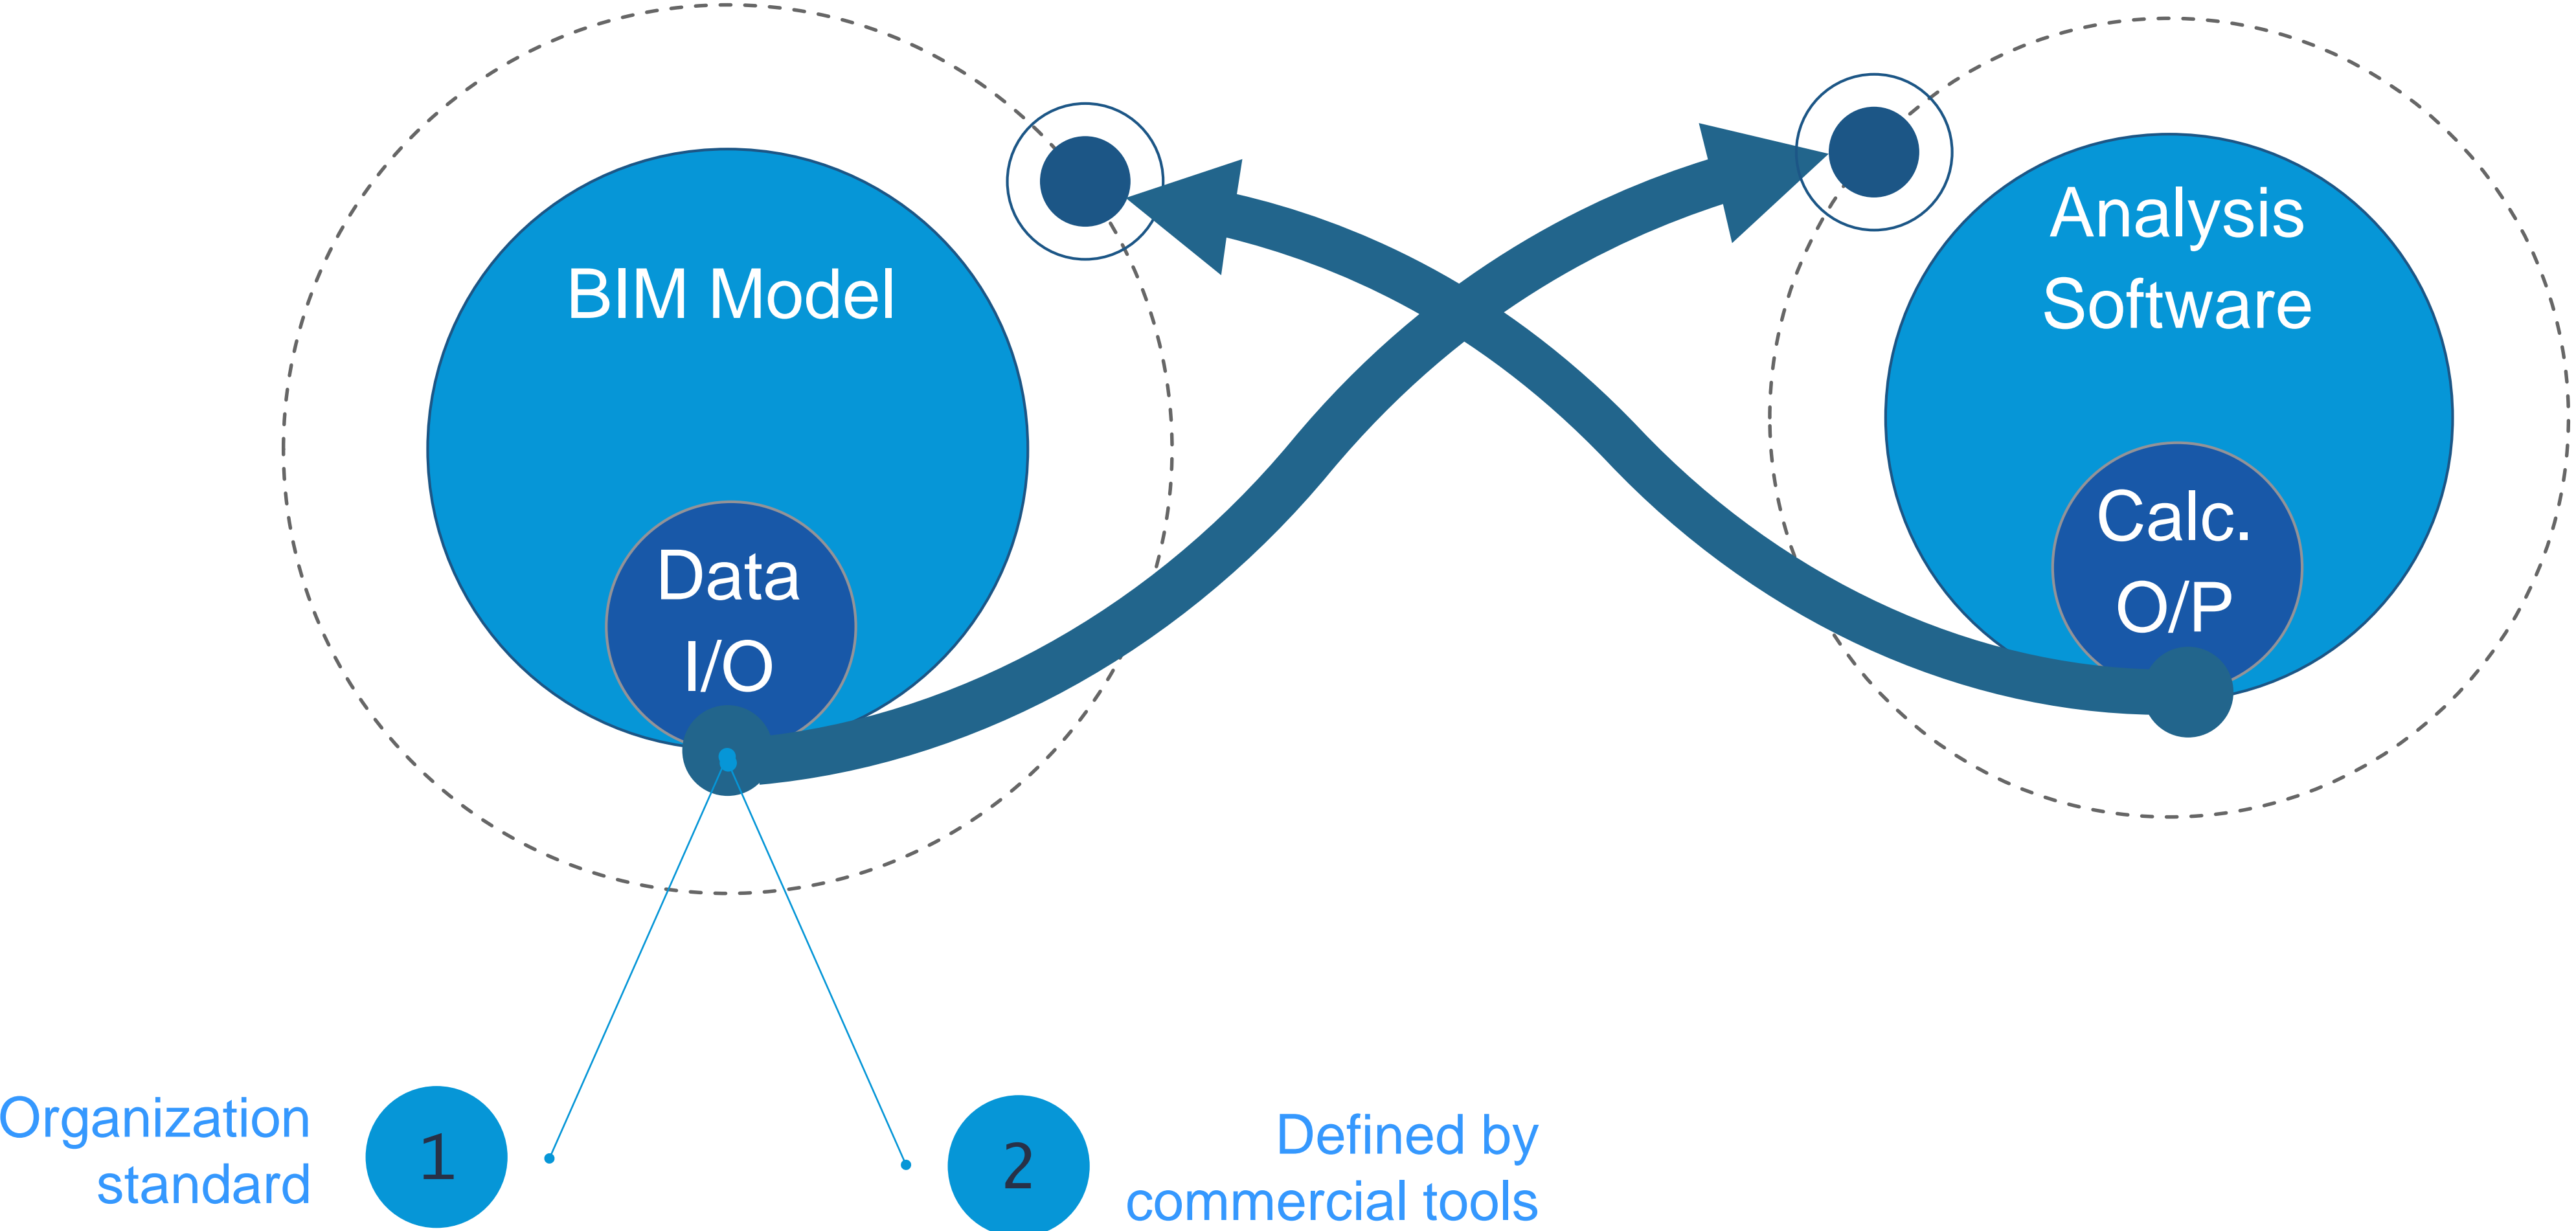 BIM Model
Data
I/O
Analysis
Software
Calc.
O/P
Organization
standard
1
2
Defined by
commercial tools